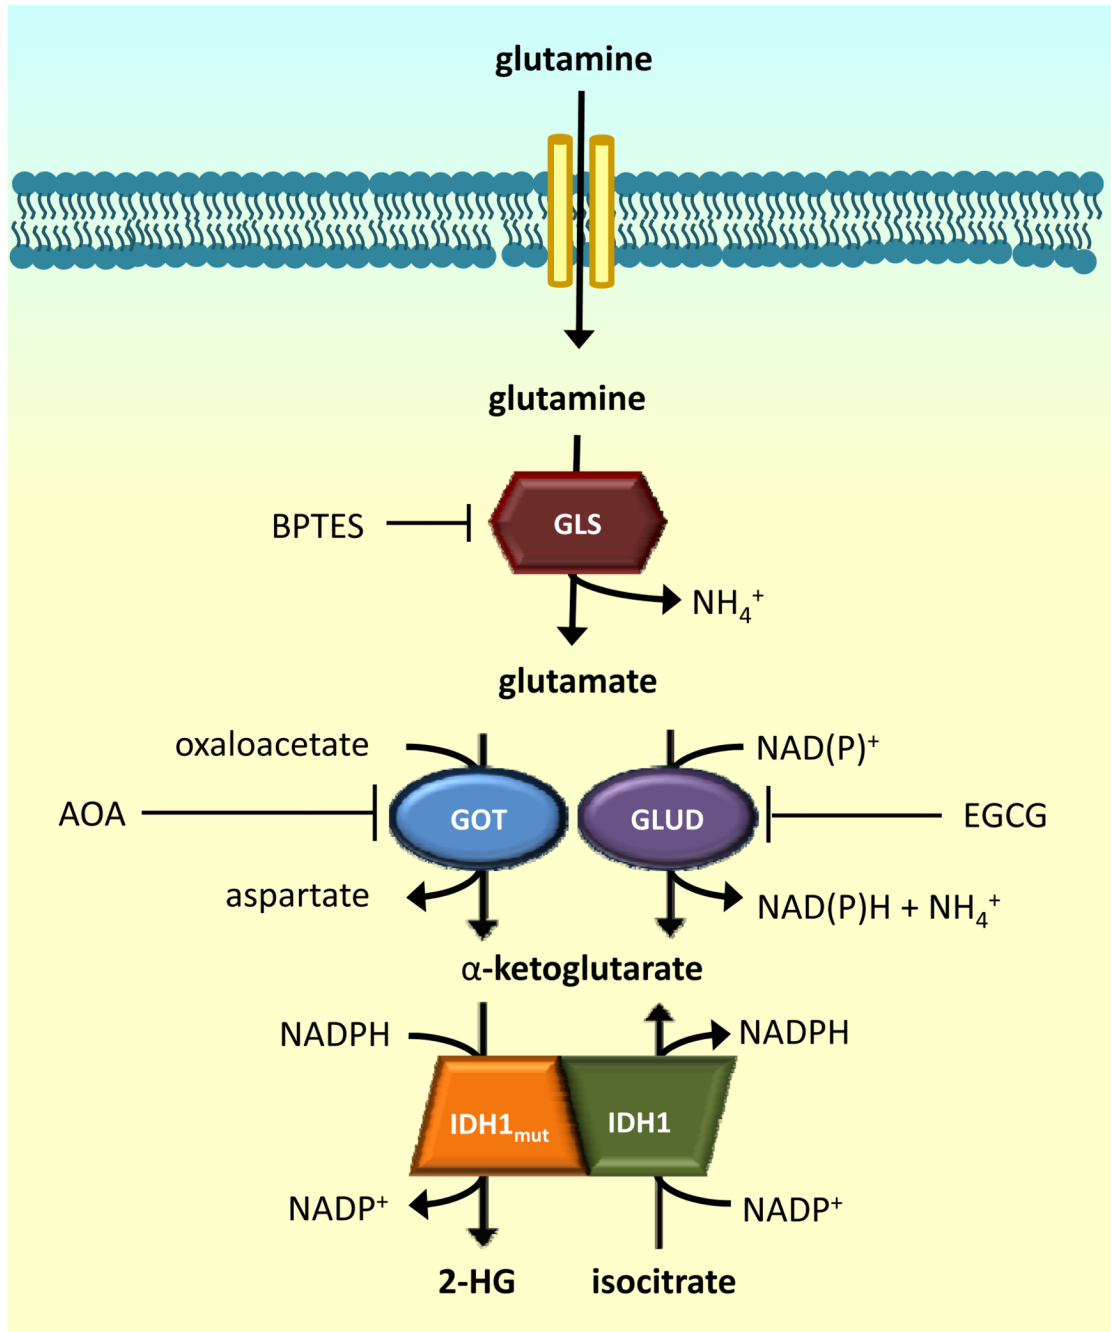 glutamine
glutamine
BPTES
GLS
NH₄⁺
glutamate
oxaloacetate
NAD(P)⁺
AOA
GOT
GLUD
EGCG
aspartate
NAD(P)H + NH₄⁺
α-ketoglutarate
NADPH
NADPH
IDH1mut
IDH1
NADP⁺
NADP⁺
2-HG
isocitrate